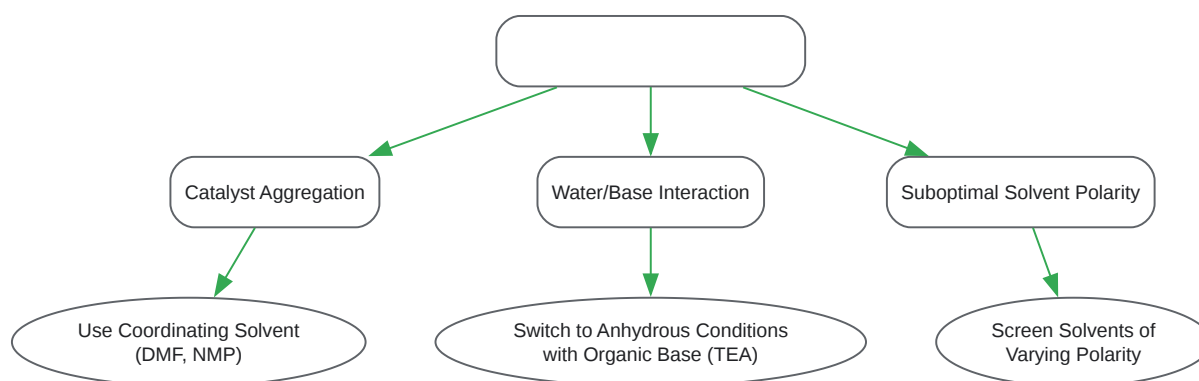 Catalyst Aggregation
Water/Base Interaction
Suboptimal Solvent Polarity
Use Coordinating Solvent
(DMF, NMP)
Switch to Anhydrous Conditions
with Organic Base (TEA)
Screen Solvents of
Varying Polarity